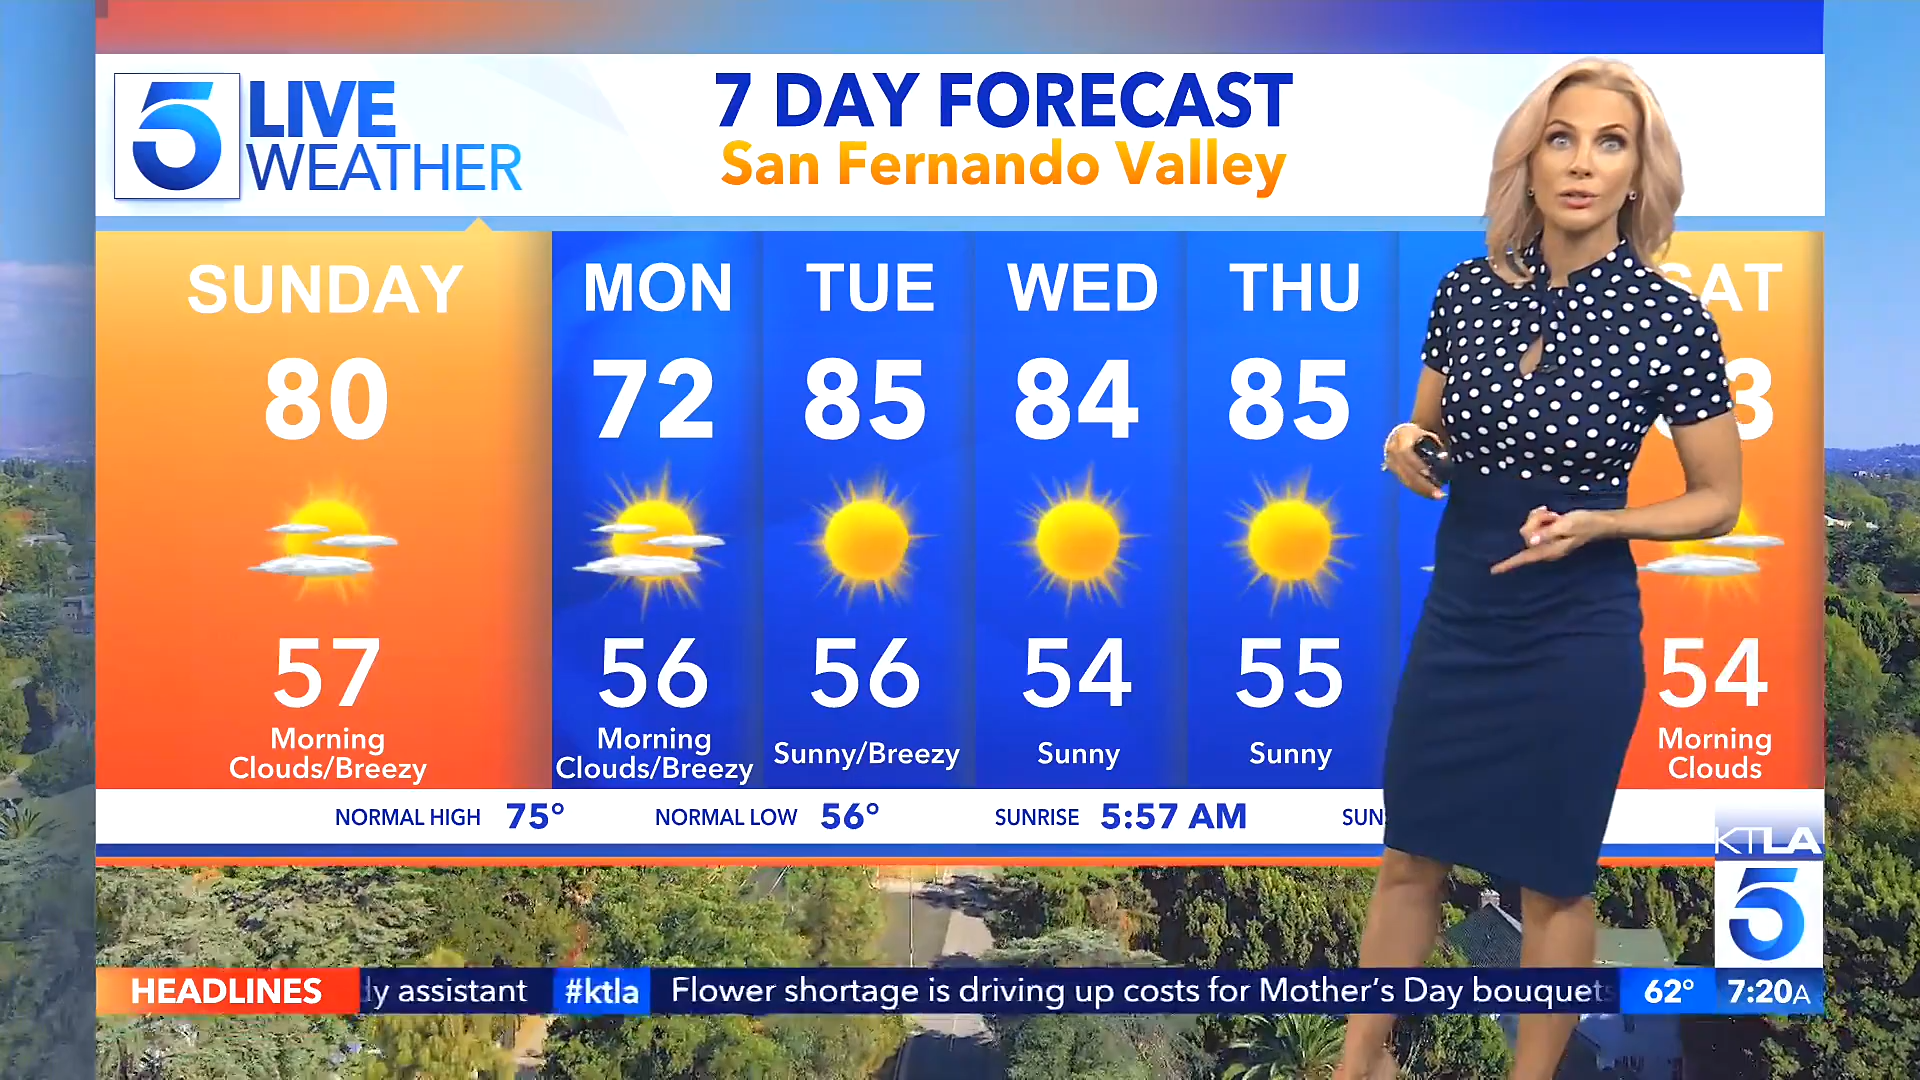 5 LIVE
WEATHER
7 DAY FORECAST
San Fernando Valley
SUNDAY
80
57
Morning
Clouds/Breezy
MON
72
56
Morning
Clouds/Breezy
TUE
85
56
Sunny/Breezy
WED
84
54
Sunny
THU
85
55
Sunny
SAT
54
Morning
Clouds
NORMAL HIGH 75° NORMAL LOW 56° SUNRISE 5:57 AM
KTLA
5
HEADLINES assistant #ktla Flower shortage is driving up costs for Mother's Day bouquets 62° 7:20A